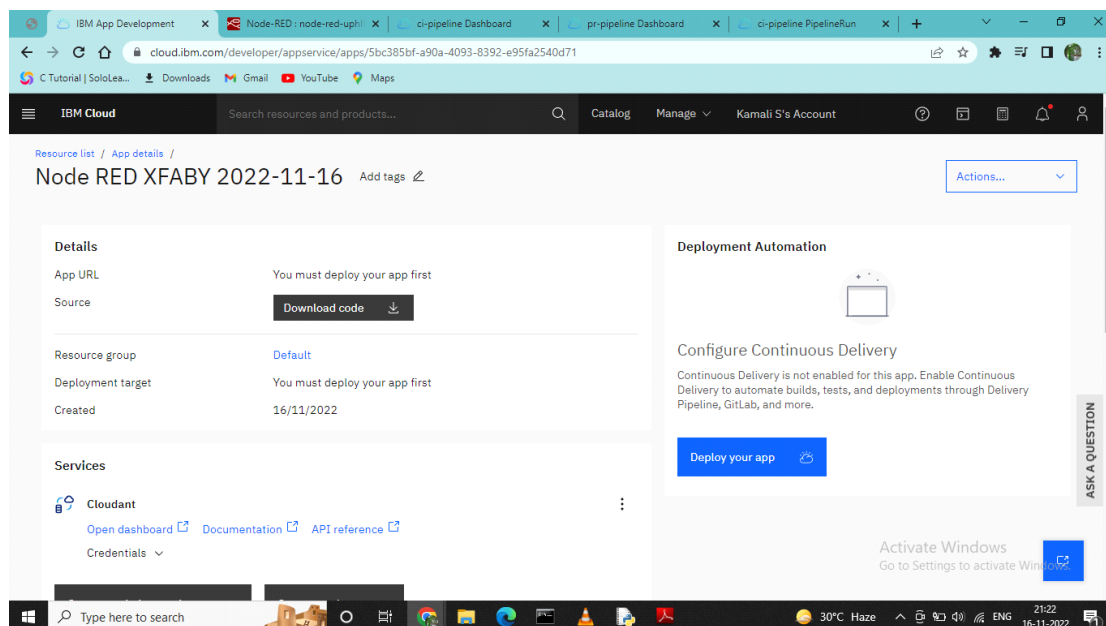 IBM App Development
Node-RED : node-red-uphl
ci-pipeline Dashboard
pr-pipeline Dashboard
ci-pipeline PipelineRun
cloud.ibm.com/developer/appservice/apps/5bc385bf-a90a-4093-8392-e95fa2540d71
C Tutorial | SoloLea...
Downloads
Gmail
YouTube
Maps
IBM Cloud
Search resources and products...
Catalog
Manage
Kamali S's Account
Resource list / App details /
Node RED XFABY 2022-11-16
Add tags
Actions...
Details
App URL
You must deploy your app first
Source
Download code
Resource group
Default
Deployment target
You must deploy your app first
Created
16/11/2022
Services
Cloudant
Open dashboard
Documentation
API reference
Credentials
Deployment Automation
Configure Continuous Delivery
Continuous Delivery is not enabled for this app. Enable Continuous
Delivery to automate builds, tests, and deployments through Delivery
Pipeline, GitLab, and more.
Deploy your app
ASK A QUESTION
Activate Windows
Go to Settings to activate Windows.
Type here to search
30°C Haze
ENG
21:22
16-11-2022